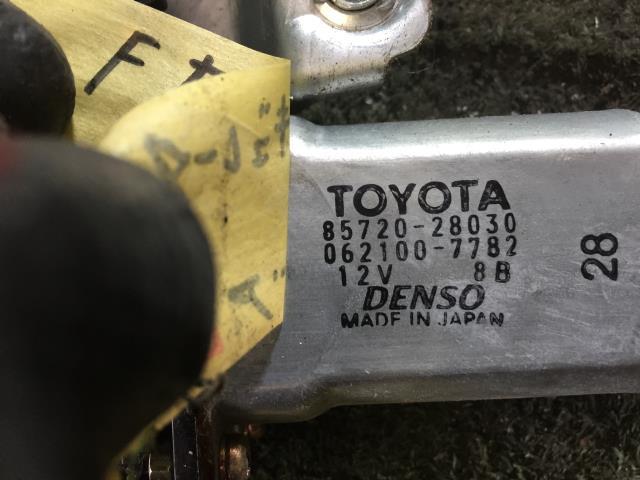 TOYOTA
85720-28030
062100-7782
12V 8B
DENSO
MADE IN JAPAN
28